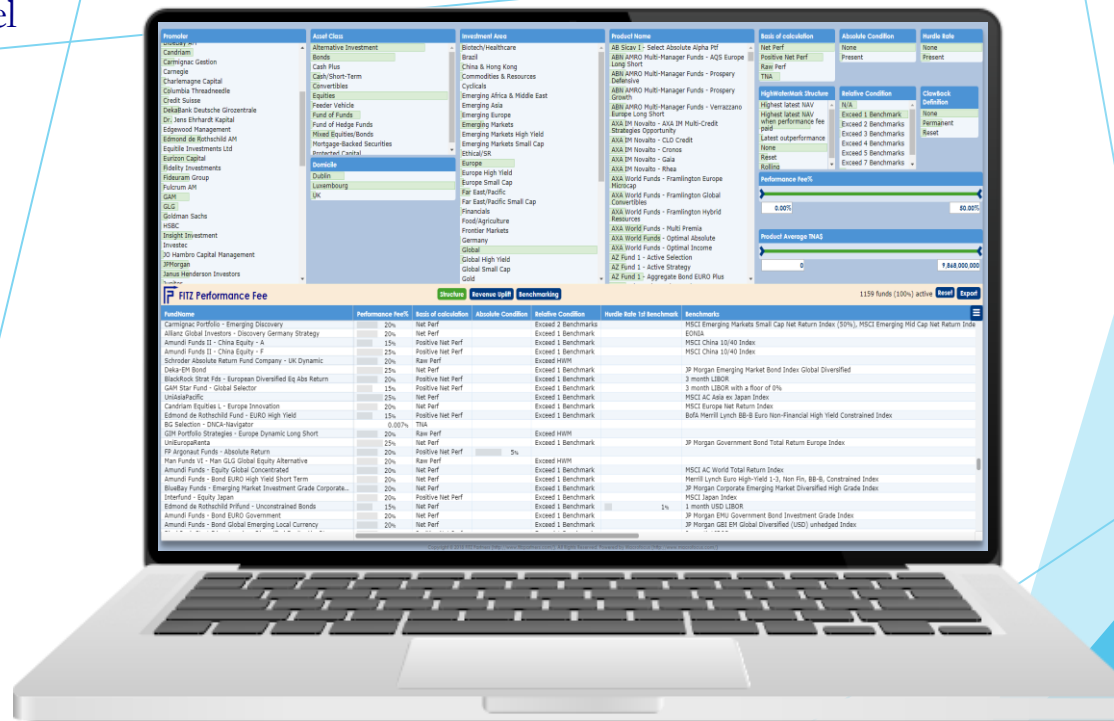 el
Promoter
Candriam
Carmignac Gestion
Carnegie
Charlemagne Capital
Columbia Threadneedle
Credit Suisse
DekaBank Deutsche Girozentrale
Dr. Jens Ehrhardt Kapital
Edgewood Management
Edmond de Rothschild AM
Equitile Investments Ltd
Eurizon Capital
Fidelity Investments
Fideuram Group
Fulcrum AM
GAM
GLG
Goldman Sachs
HSBC
Insight Investment
Investec
JO Hambro Capital Management
JPMorgan
Janus Henderson Investors
Asset Class
Alternative Investment
Bonds
Cash Plus
Cash/Short-Term
Convertibles
Equities
Feeder Vehicle
Fund of Funds
Fund of Hedge Funds
Mixed Equities/Bonds
Mortgage-Backed Securities
Protected Capital
Domicile
Dublin
Luxembourg
UK
Investment Area
Biotech/Healthcare
Brazil
China & Hong Kong
Commodities & Resources
Cyclicals
Emerging Africa & Middle East
Emerging Asia
Emerging Europe
Emerging Markets
Emerging Markets High Yield
Emerging Markets Small Cap
Ethical/SR
Europe
Europe High Yield
Europe Small Cap
Far East/Pacific
Far East/Pacific Small Cap
Financials
Food/Agriculture
Frontier Markets
Germany
Global
Global High Yield
Global Small Cap
Gold
Product Name
AB Sicav I - Select Absolute Alpha Ptf
ABN AMRO Multi-Manager Funds - AQS Europe
Long Short
ABN AMRO Multi-Manager Funds - Prospery
Defensive
ABN AMRO Multi-Manager Funds - Prospery
Growth
ABN AMRO Multi-Manager Funds - Verrazzano
Europe Long Short
AXA IM Novalto - AXA IM Multi-Credit
Strategies Opportunity
AXA IM Novalto - CLO Credit
AXA IM Novalto - Cronos
AXA IM Novalto - Gaia
AXA IM Novalto - Rhea
AXA World Funds - Framlington Europe
Microcap
AXA World Funds - Framlington Global
Convertibles
AXA World Funds - Framlington Hybrid
Resources
AXA World Funds - Multi Premia
AXA World Funds - Optimal Absolute
AXA World Funds - Optimal Income
AZ Fund 1 - Active Selection
AZ Fund 1 - Active Strategy
AZ Fund 1 - Aggregate Bond EURO Plus
Basis of calculation
Net Perf
Positive Net Perf
Raw Perf
TNA
Absolute Condition
None
Present
Hurdle Rate
None
Present
HighWaterMark Structure
Highest latest NAV
Highest latest NAV
when performance fee
paid
Latest outperformance
None
Reset
Rolling
Relative Condition
N/A
Exceed 1 Benchmark
Exceed 2 Benchmarks
Exceed 3 Benchmarks
Exceed 4 Benchmarks
Exceed 5 Benchmarks
Exceed 7 Benchmarks
ClawBack
Definition
None
Permanent
Reset
Performance Fee%
0.00% 50.00%
Product Average TNA$
0 9,868,000,000
FITZ Performance Fee Structure Revenue Uplift Benchmarking 1159 funds (100%) active Reset Export
FundName Performance Fee% Basis of calculation Absolute Condition Relative Condition Hurdle Rate 1st Benchmark Benchmarks
Carmignac Portfolio - Emerging Discovery 20% Net Perf Exceed 2 Benchmarks MSCI Emerging Markets Small Cap Net Return Index (50%), MSCI Emerging Mid Cap Net Return Inde
Allianz Global Investors - Discovery Germany Strategy 20% Net Perf Exceed 1 Benchmark EONIA
Amundi Funds II - China Equity - A 15% Positive Net Perf Exceed 1 Benchmark MSCI China 10/40 Index
Amundi Funds II - China Equity - F 25% Positive Net Perf Exceed 1 Benchmark MSCI China 10/40 Index
Schroder Absolute Return Fund Company - UK Dynamic 20% Raw Perf Exceed HWM
Deka-EM Bond 25% Net Perf Exceed 1 Benchmark JP Morgan Emerging Market Bond Index Global Diversified
BlackRock Strat Fds - European Diversified Eq Abs Return 20% Net Perf Exceed 1 Benchmark 3 month LIBOR
GAM Star Fund - Global Selector 15% Positive Net Perf Exceed 1 Benchmark 3 month LIBOR with a floor of 0%
UniAsiaPacific 25% Net Perf Exceed 1 Benchmark MSCI AC Asia ex Japan Index
Candriam Equities L - Europe Innovation 20% Net Perf Exceed 1 Benchmark MSCI Europe Net Return Index
Edmond de Rothschild Fund - EURO High Yield 15% Positive Net Perf Exceed 1 Benchmark BofA Merrill Lynch BB-B Euro Non-Financial High Yield Constrained Index
BG Selection - DNCA-Navigator 0.007% TNA
GIM Portfolio Strategies - Europe Dynamic Long Short 20% Raw Perf Exceed HWM
UniEuropaRenta 25% Net Perf Exceed 1 Benchmark JP Morgan Government Bond Total Return Europe Index
FP Argonaut Funds - Absolute Return 20% Positive Net Perf 5%
Man Funds VI - Man GLG Global Equity Alternative 20% Raw Perf Exceed HWM
Amundi Funds - Equity Global Concentrated 20% Net Perf Exceed 1 Benchmark MSCI AC World Total Return Index
Amundi Funds - Bond EURO High Yield Short Term 20% Net Perf Exceed 1 Benchmark Merrill Lynch Euro High-Yield 1-3, Non Fin, BB-B, Constrained Index
BlueBay Funds - Emerging Market Investment Grade Corporate... 20% Net Perf Exceed 1 Benchmark JP Morgan Corporate Emerging Market Diversified High Grade Index
Interfund - Equity Japan 20% Positive Net Perf Exceed 1 Benchmark MSCI Japan Index
Edmond de Rothschild Prifund - Unconstrained Bonds 15% Net Perf Exceed 1 Benchmark 1% 1 month USD LIBOR
Amundi Funds - Bond EURO Government 20% Net Perf Exceed 1 Benchmark JP Morgan EMU Government Bond Investment Grade Index
Amundi Funds - Bond Global Emerging Local Currency 20% Net Perf Exceed 1 Benchmark JP Morgan GBI EM Global Diversified (USD) unhedged Index